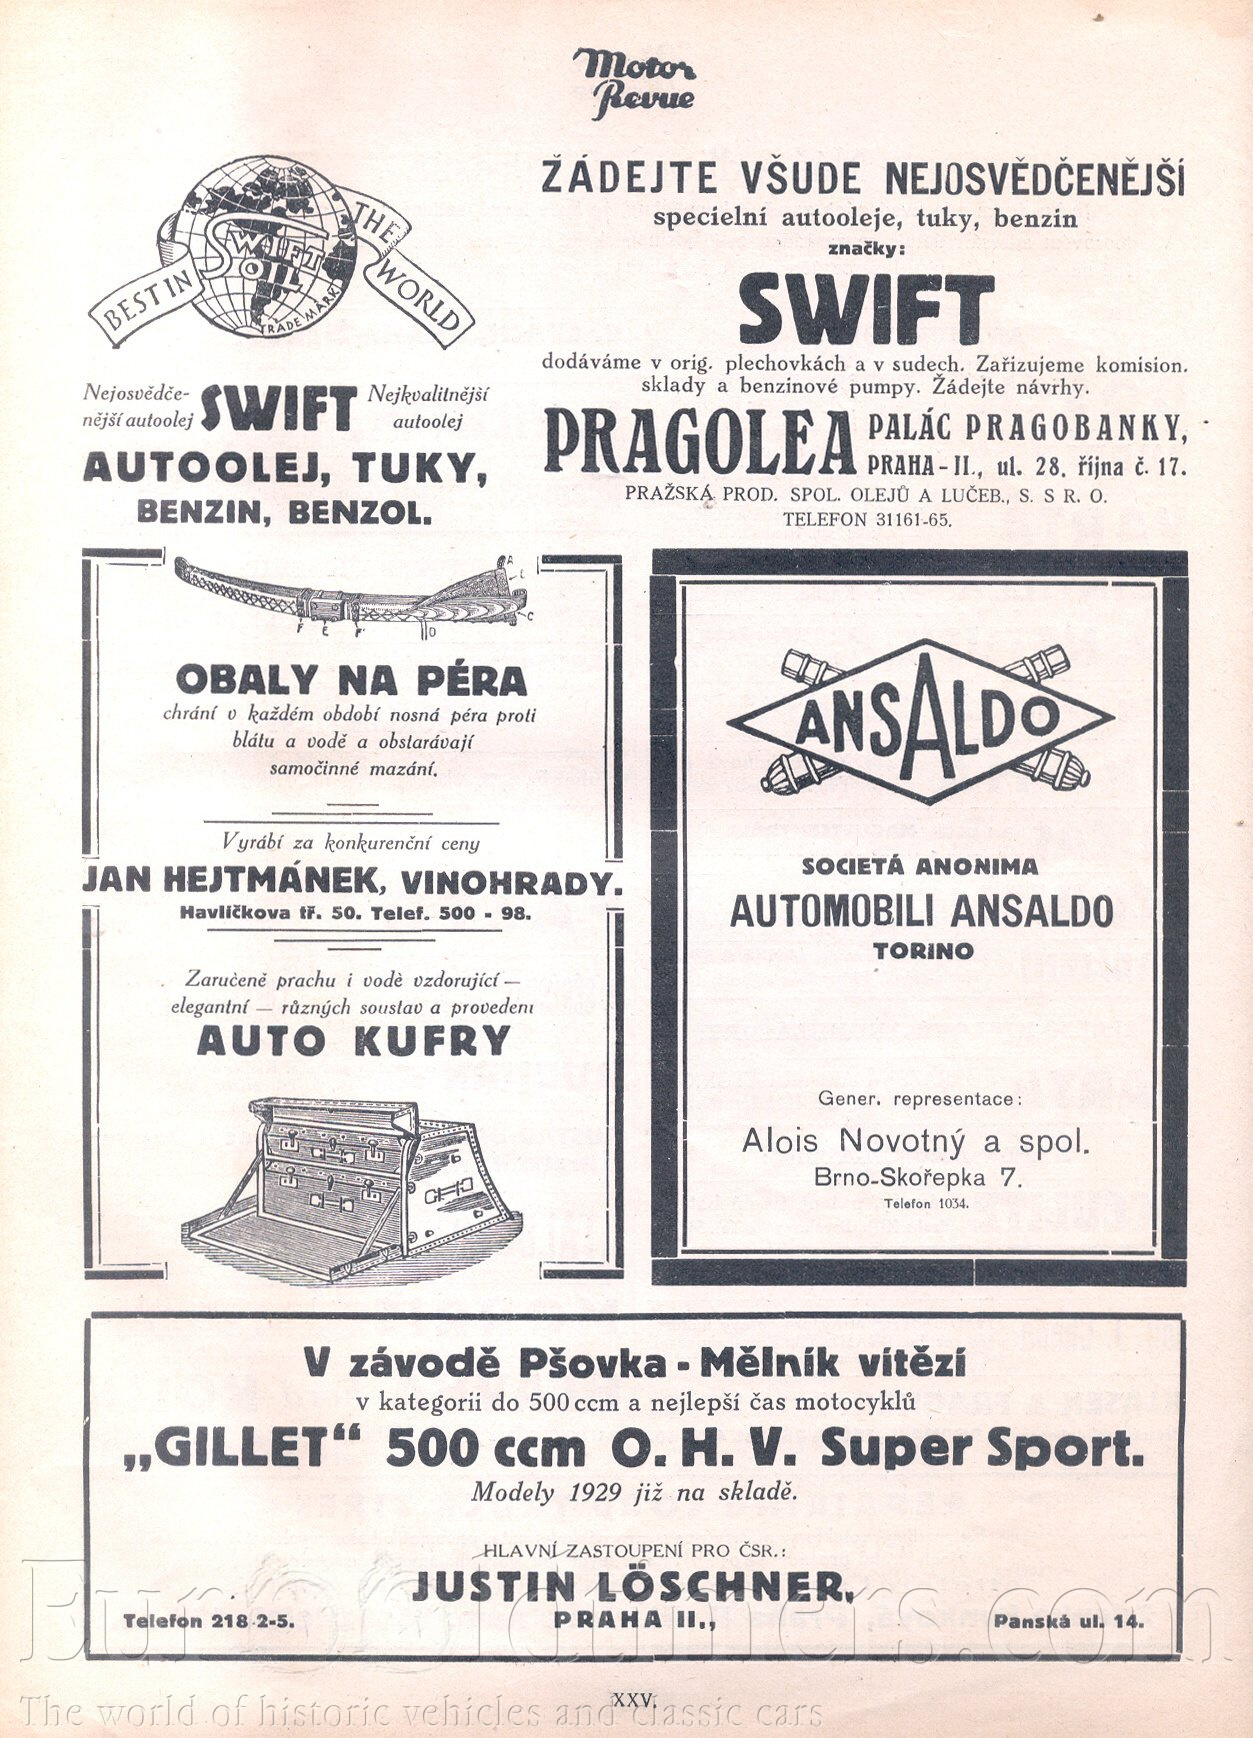 Motor
Revue
BEST IN
SWIFT
OIL
THE
WORLD
TRADE MARK
Nejosvědče-
nější autoolej
SWIFT
Nejkvalitnější
autoolej
AUTOOLEJ, TUKY,
BENZIN, BENZOL.
ŽÁDEJTE VŠUDE NEJOSVĚDČENĚJŠÍ
specielní autooleje, tuky, benzin
značky:
SWIFT
dodáváme v orig. plechovkách a v sudech. Zařizujeme komision.
sklady a benzinové pumpy. Žádejte návrhy.
PRAGOLEA
PALÁC PRAGOBANKY,
PRAHA-II., ul. 28. října č. 17.
PRAŽSKÁ PROD. SPOL. OLEJŮ A LUČEB., S. S R. O.
TELEFON 31161-65.
A
L
C
F E F' D
OBALY NA PÉRA
chrání v každém období nosná péra proti
blátu a vodě a obstarávají
samočinné mazání.
Vyrábí za konkurenční ceny
JAN HEJTMÁNEK, VINOHRADY.
Havlíčkova tř. 50. Telef. 500 - 98.
Zaručeně prachu i vodě vzdorující —
elegantní — různých soustav a provedení
AUTO KUFRY
ANSALDO
SOCIETÁ ANONIMA
AUTOMOBILI ANSALDO
TORINO
Gener. representace:
Alois Novotný a spol.
Brno-Skořepka 7.
Telefon 1034.
V závodě Pšovka - Mělník vítězí
v kategorii do 500 ccm a nejlepší čas motocyklů
„GILLET“ 500 ccm O. H. V. Super Sport.
Modely 1929 již na skladě.
HLAVNÍ ZASTOUPENÍ PRO ČSR.:
JUSTIN LÖSCHNER,
Telefon 218 2-5.
PRAHA II.,
Panská ul. 14.
EuroOldtimers.com
XXV.
The world of historic vehicles and classic cars